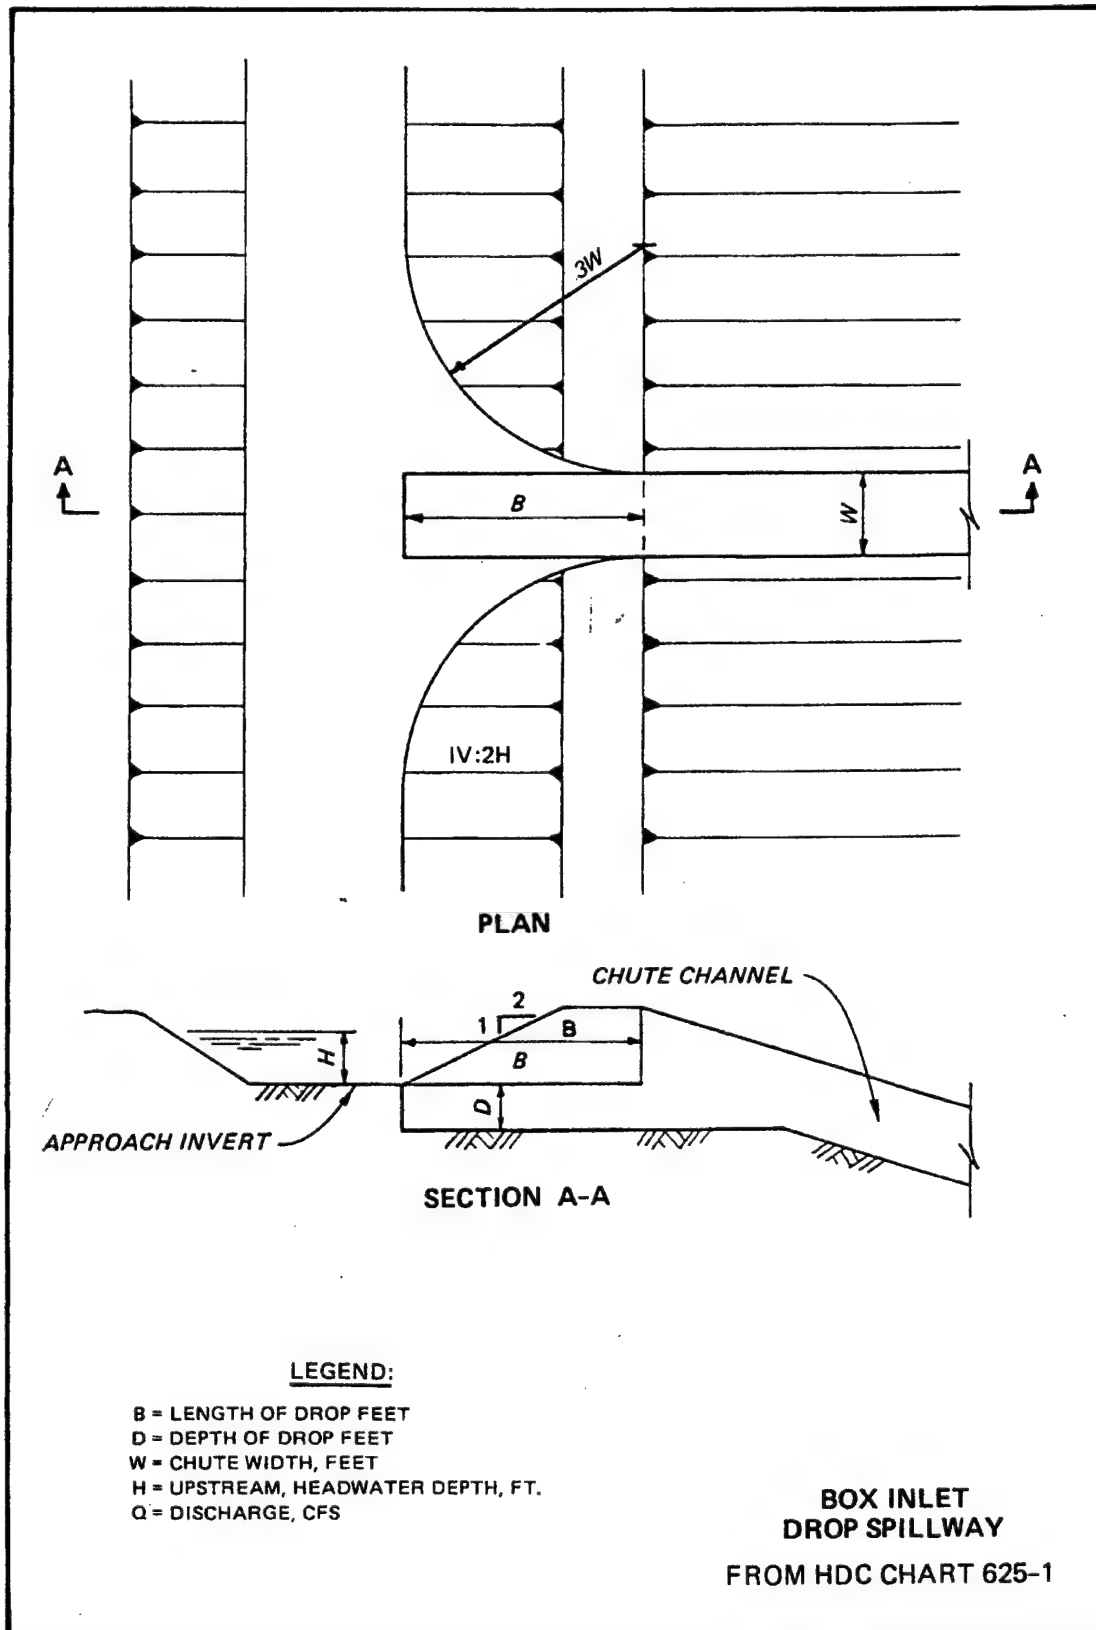 3W
A
A
B
W
IV:2H
PLAN
CHUTE CHANNEL
2
1
B
H
B
D
APPROACH INVERT
SECTION A-A
LEGEND:
B = LENGTH OF DROP FEET
D = DEPTH OF DROP FEET
W = CHUTE WIDTH, FEET
H = UPSTREAM, HEADWATER DEPTH, FT.
Q = DISCHARGE, CFS
BOX INLET
DROP SPILLWAY
FROM HDC CHART 625-1